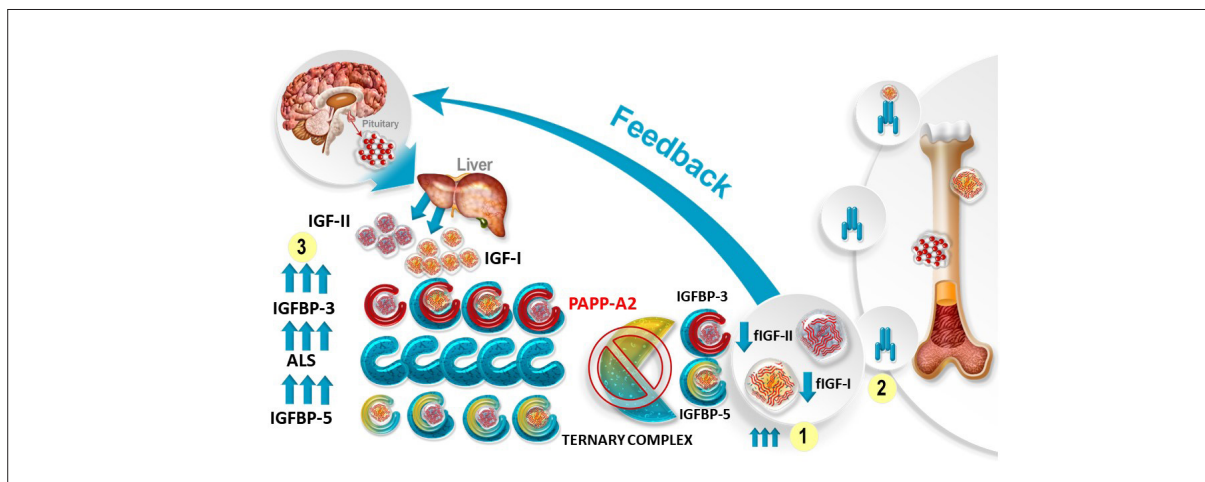 Pituitary
Feedback
Liver
IGF-II
3
IGF-I
IGFBP-3
ALS
IGFBP-5
PAPP-A2
IGFBP-3
fIGF-II
fIGF-I
IGFBP-5
TERNARY COMPLEX
1
2